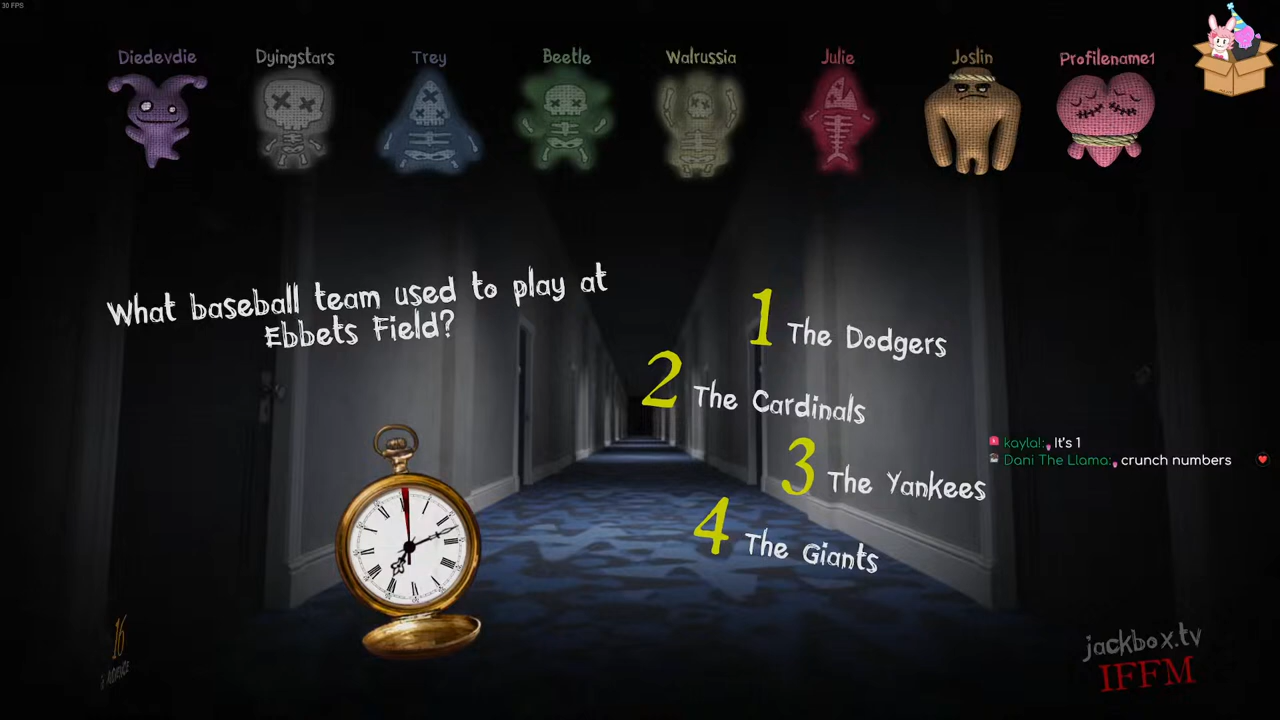 30 FPS
Diedevdie
Dyingstars
Trey
Beetle
Walrussia
Julie
Joslin
Profilename1
What baseball team used to play at
Ebbets Field?
1 The Dodgers
2 The Cardinals
3 The Yankees
4 The Giants
kayla!: It's 1
Dani The Llama: crunch numbers
16
jackbox.tv
IFFM